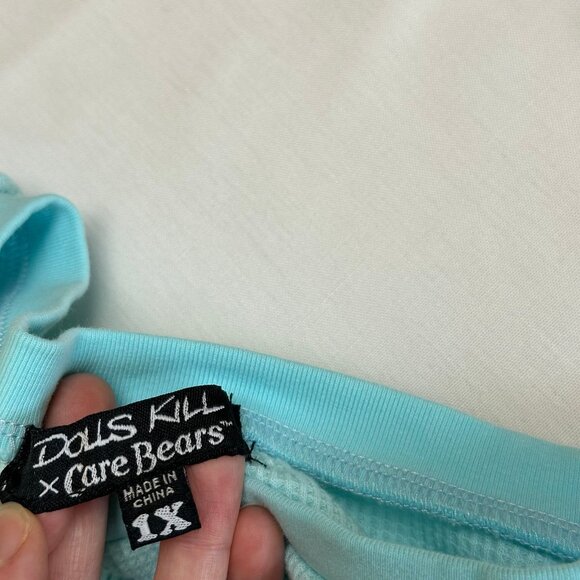 DOLLS KILL
× Care Bears™
MADE IN
CHINA
1X